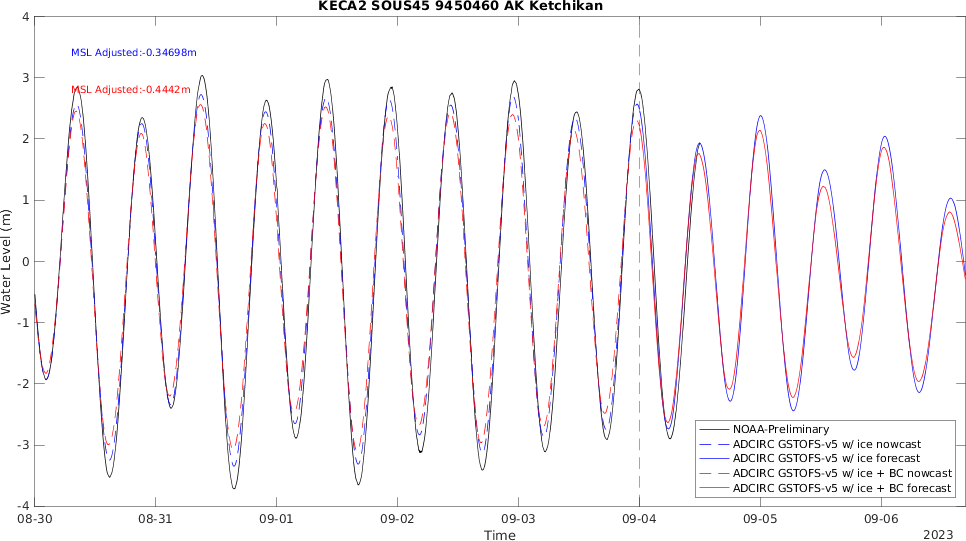 KECA2 SOUS45 9450460 AK Ketchikan
MSL Adjusted:-0.34698m
MSL Adjusted:-0.4442m
Water Level (m)
4
3
2
1
0
-1
-2
-3
-4
NOAA-Preliminary
ADCIRC GSTOFS-v5 w/ ice nowcast
ADCIRC GSTOFS-v5 w/ ice forecast
ADCIRC GSTOFS-v5 w/ ice + BC nowcast
ADCIRC GSTOFS-v5 w/ ice + BC forecast
08-30 08-31 09-01 09-02 09-03 09-04 09-05 09-06
Time
2023